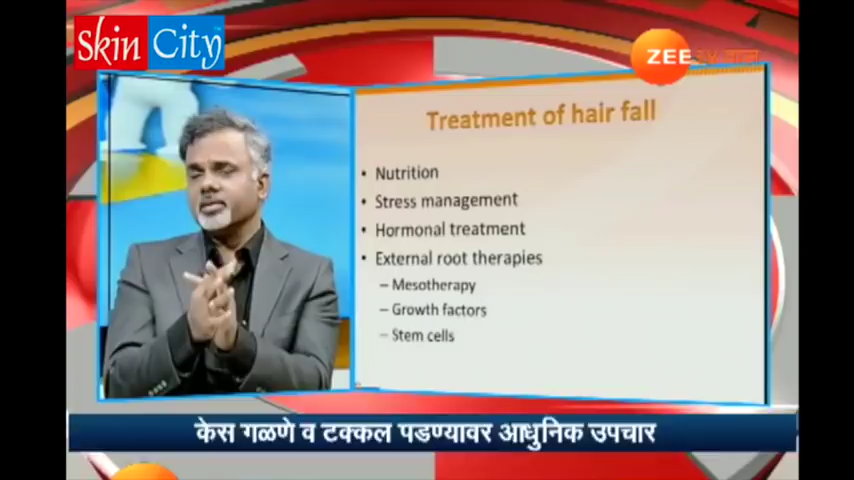 Skin City
ZEE
Treatment of hair fall
• Nutrition
• Stress management
• Hormonal treatment
• External root therapies
– Mesotherapy
– Growth factors
– Stem cells
केस गळणे व टक्कल पडण्यावर आधुनिक उपचार